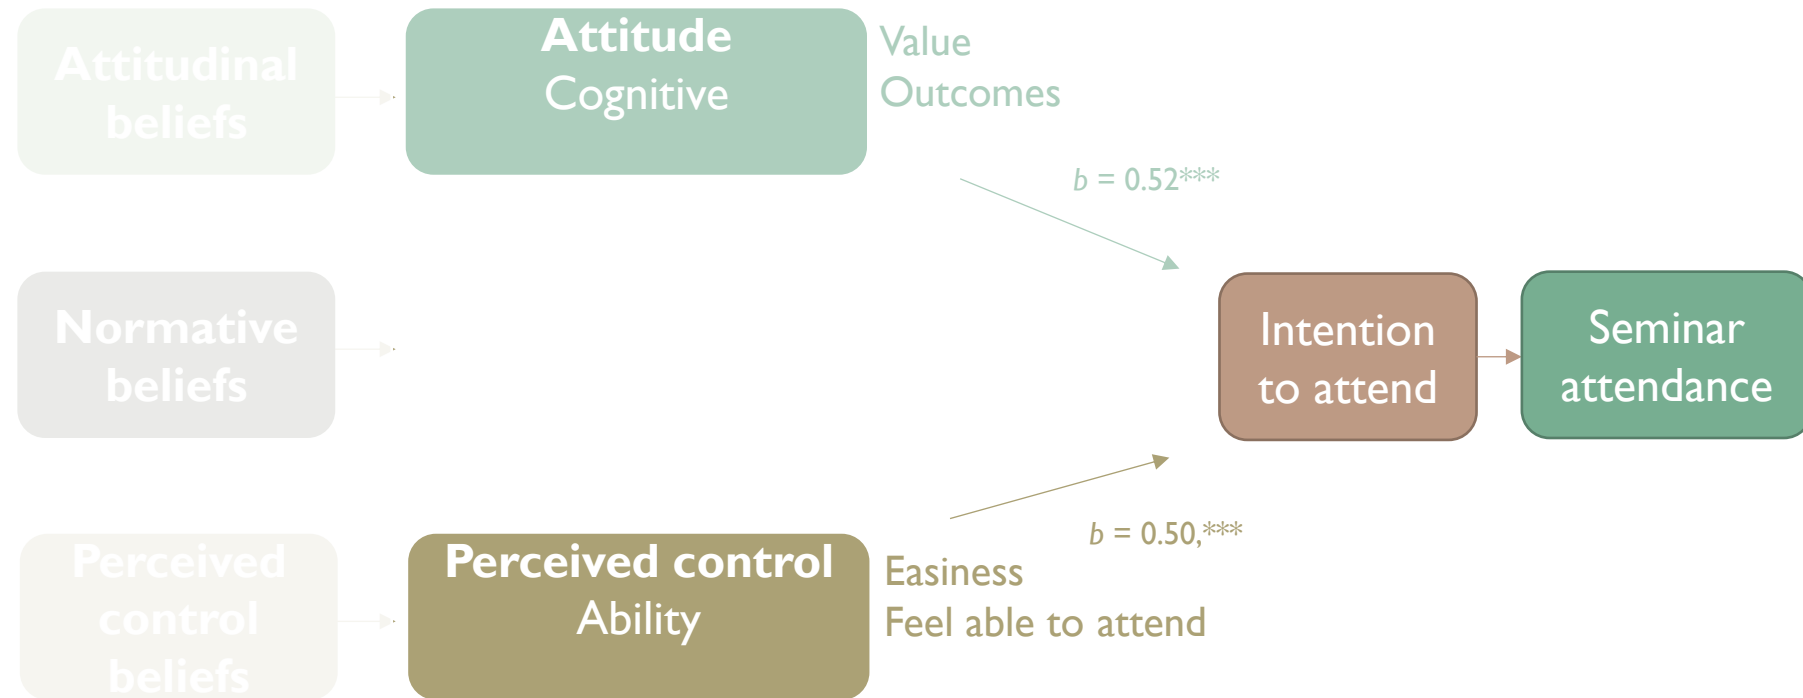 Attitudinal
beliefs
Attitude
Cognitive
Value
Outcomes
b = 0.52***
Normative
beliefs
Intention
to attend
Seminar
attendance
b = 0.50,***
Perceived
control
beliefs
Perceived control
Ability
Easiness
Feel able to attend